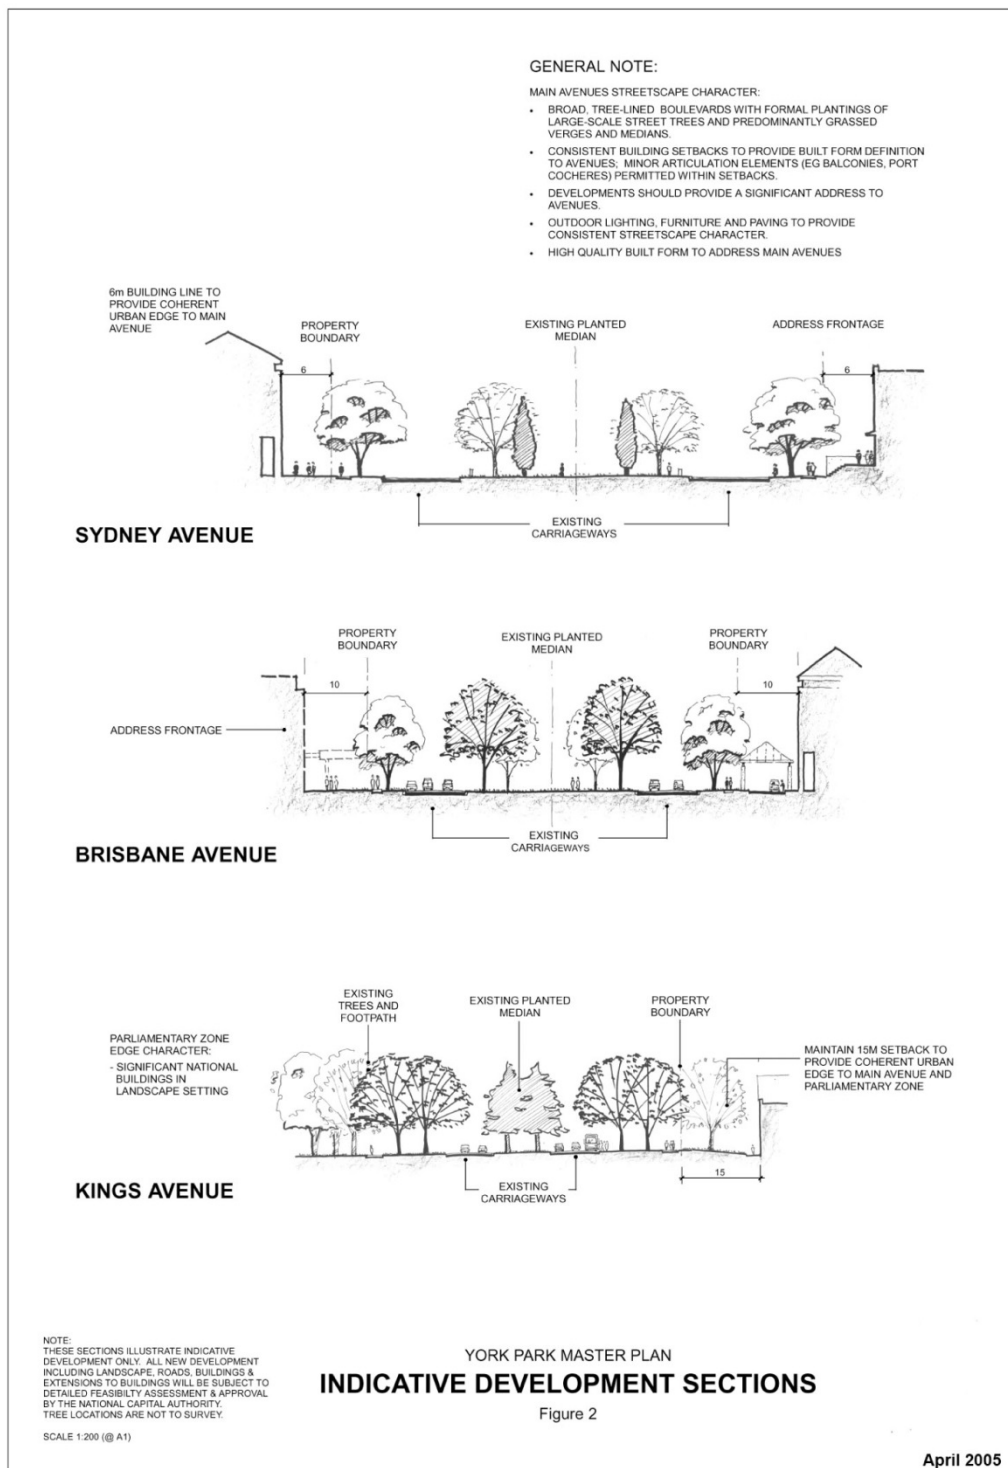 GENERAL NOTE:
MAIN AVENUES STREETSCAPE CHARACTER:
• BROAD, TREE-LINED BOULEVARDS WITH FORMAL PLANTINGS OF
LARGE-SCALE STREET TREES AND PREDOMINANTLY GRASSED
VERGES AND MEDIANS.
• CONSISTENT BUILDING SETBACKS TO PROVIDE BUILT FORM DEFINITION
TO AVENUES; MINOR ARTICULATION ELEMENTS (EG BALCONIES, PORT
COCHERES) PERMITTED WITHIN SETBACKS.
• DEVELOPMENTS SHOULD PROVIDE A SIGNIFICANT ADDRESS TO
AVENUES.
• OUTDOOR LIGHTING, FURNITURE AND PAVING TO PROVIDE
CONSISTENT STREETSCAPE CHARACTER.
• HIGH QUALITY BUILT FORM TO ADDRESS MAIN AVENUES
6m BUILDING LINE TO
PROVIDE COHERENT
URBAN EDGE TO MAIN
AVENUE
PROPERTY
BOUNDARY
EXISTING PLANTED
MEDIAN
ADDRESS FRONTAGE
6
6
EXISTING
CARRIAGEWAYS
SYDNEY AVENUE
PROPERTY
BOUNDARY
EXISTING PLANTED
MEDIAN
PROPERTY
BOUNDARY
10
10
ADDRESS FRONTAGE
EXISTING
CARRIAGEWAYS
BRISBANE AVENUE
EXISTING
TREES AND
FOOTPATH
EXISTING PLANTED
MEDIAN
PROPERTY
BOUNDARY
PARLIAMENTARY ZONE
EDGE CHARACTER:
- SIGNIFICANT NATIONAL
BUILDINGS IN
LANDSCAPE SETTING
MAINTAIN 15M SETBACK TO
PROVIDE COHERENT URBAN
EDGE TO MAIN AVENUE AND
PARLIAMENTARY ZONE
15
EXISTING
CARRIAGEWAYS
KINGS AVENUE
NOTE:
THESE SECTIONS ILLUSTRATE INDICATIVE
DEVELOPMENT ONLY. ALL NEW DEVELOPMENT
INCLUDING LANDSCAPE, ROADS, BUILDINGS &
EXTENSIONS TO BUILDINGS WILL BE SUBJECT TO
DETAILED FEASIBILTY ASSESSMENT & APPROVAL
BY THE NATIONAL CAPITAL AUTHORITY.
TREE LOCATIONS ARE NOT TO SURVEY.
SCALE 1:200 (@ A1)
YORK PARK MASTER PLAN
INDICATIVE DEVELOPMENT SECTIONS
Figure 2
April 2005